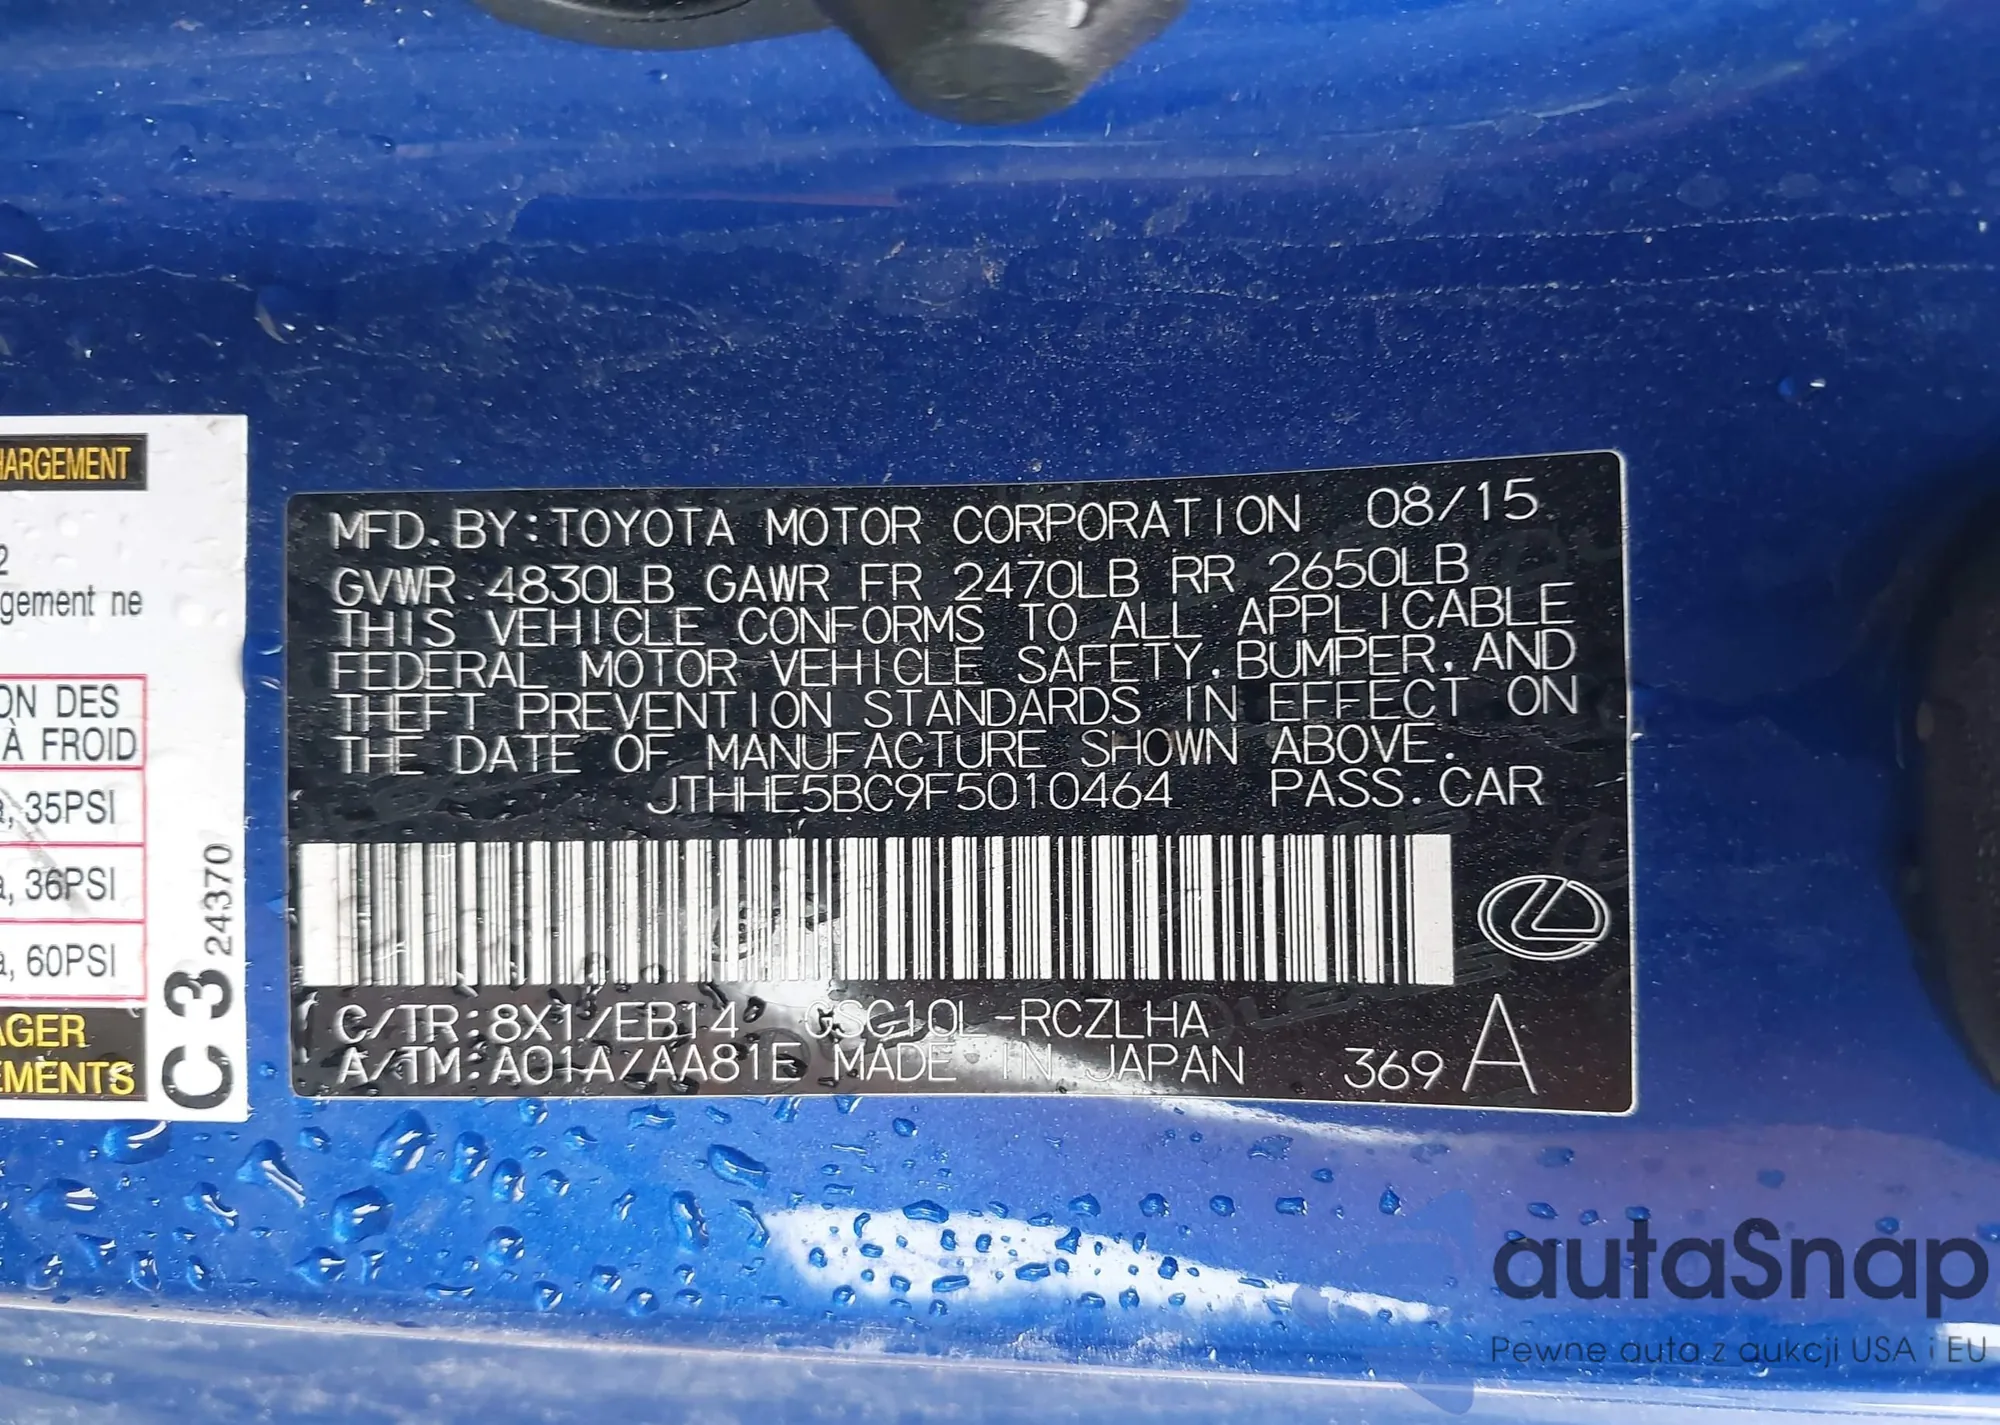 HARGEMENT
2
gement ne
ON DES
À FROID
a, 35PSI
a, 36PSI
a, 60PSI
AGER
EMENTS
C3 24370
MFD. BY: TOYOTA MOTOR CORPORATION 08/15
GVWR 4830LB GAWR FR 2470LB RR 2650LB
THIS VEHICLE CONFORMS TO ALL APPLICABLE
FEDERAL MOTOR VEHICLE SAFETY, BUMPER, AND
THEFT PREVENTION STANDARDS IN EFFECT ON
THE DATE OF MANUFACTURE SHOWN ABOVE.
JTHHE5BC9F5010464 PASS. CAR
C/TR: 8X1/EB14 GSC10L-RCZLHA
A/TM: A01A/AA81E MADE IN JAPAN 369 A
autaSnap
Pewne auta z aukcji USA i EU